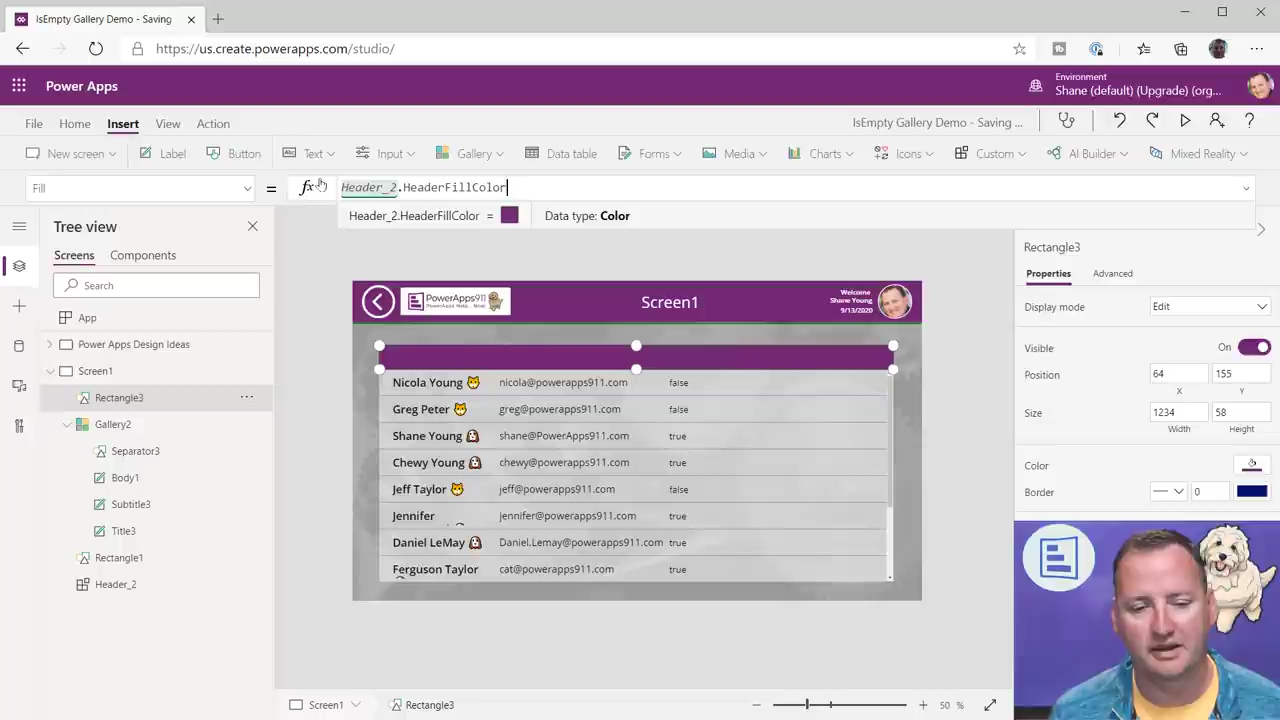 IsEmpty Gallery Demo - Saving
https://us.create.powerapps.com/studio/
Power Apps
Environment
Shane (default) (Upgrade) (org...
File Home Insert View Action
IsEmpty Gallery Demo - Saving ...
New screen Label Button Text Input Gallery Data table Forms Media Charts Icons Custom AI Builder Mixed Reality
Fill = fx Header_2.HeaderFillColor
Header_2.HeaderFillColor = Data type: Color
Tree view
Screens Components
Search
App
Power Apps Design Ideas
Screen1
Rectangle3
Gallery2
Separator3
Body1
Subtitle3
Title3
Rectangle1
Header_2
PowerApps911
Screen1
Welcome
Shane Young
9/13/2020
Nicola Young nicola@powerapps911.com false
Greg Peter greg@powerapps911.com false
Shane Young shane@PowerApps911.com true
Chewy Young chewy@powerapps911.com true
Jeff Taylor jeff@powerapps911.com false
Jennifer jennifer@powerapps911.com true
Daniel LeMay Daniel.Lemay@powerapps911.com true
Ferguson Taylor cat@powerapps911.com true
Rectangle3
Properties Advanced
Display mode Edit
Visible On
Position 64 155
X Y
Size 1234 58
Width Height
Color
Border 0
Screen1 Rectangle3
50 %